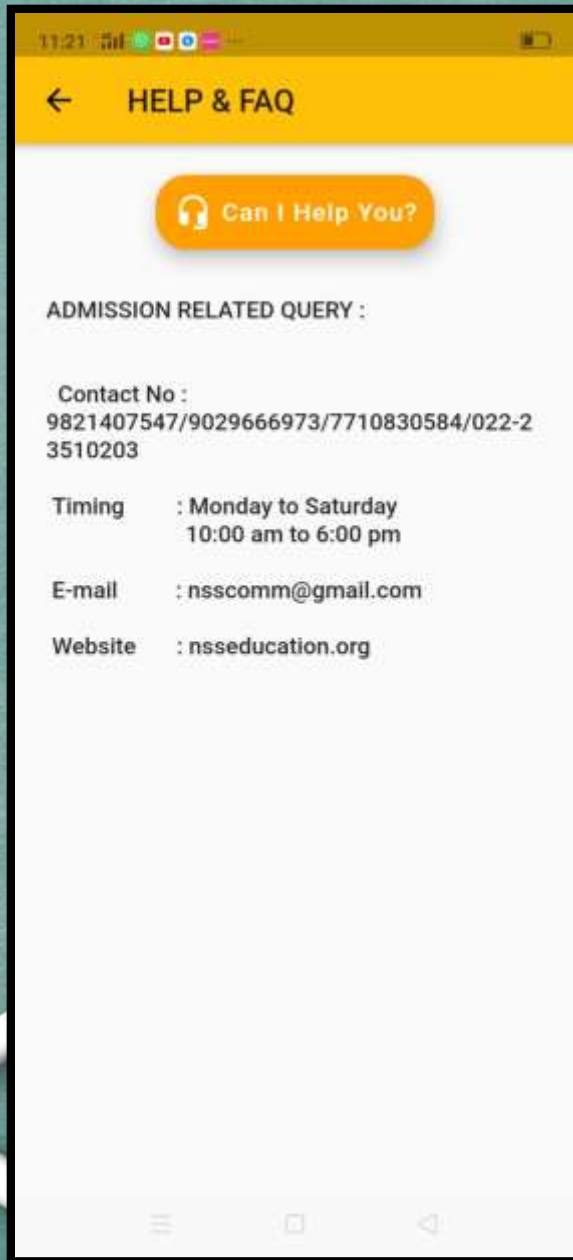 11:21
HELP & FAQ
Can I Help You?
ADMISSION RELATED QUERY :
Contact No :
9821407547/9029666973/7710830584/022-2
3510203
Timing : Monday to Saturday
10:00 am to 6:00 pm
E-mail : nsscomm@gmail.com
Website : nsseducation.org